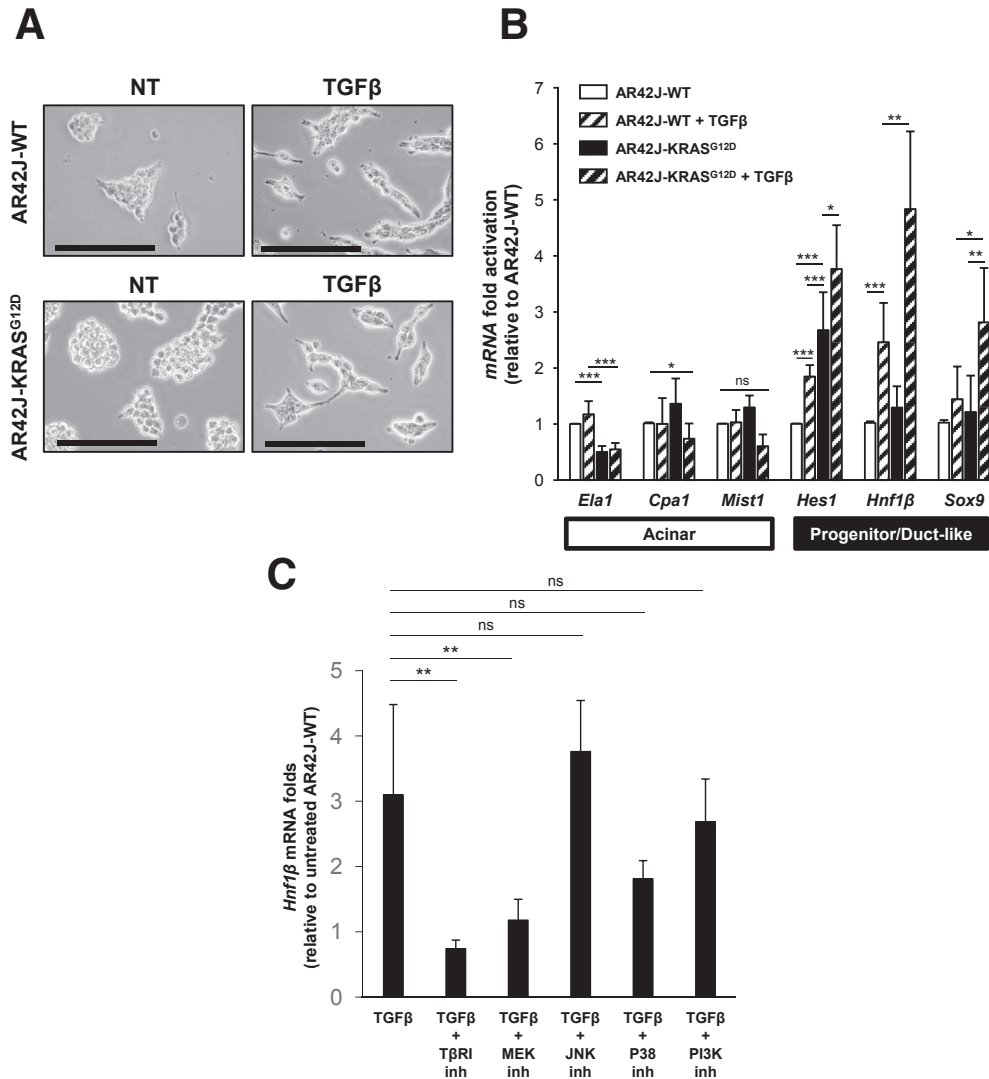 A
NT
TGFβ
AR42J-WT
NT
TGFβ
AR42J-KRASG12D
B
mRNA fold activation
(relative to AR42J-WT)
7
6
5
4
3
2
1
0
AR42J-WT
AR42J-WT + TGFβ
AR42J-KRASG12D
AR42J-KRASG12D + TGFβ
***
***
*
ns
***
***
***
*
***
**
*
**
Ela1
Cpa1
Mist1
Hes1
Hnf1β
Sox9
Acinar
Progenitor/Duct-like
C
ns
ns
ns
**
**
Hnf1β mRNA folds
(relative to untreated AR42J-WT)
5
4
3
2
1
0
TGFβ
TGFβ
+
TβRI
inh
TGFβ
+
MEK
inh
TGFβ
+
JNK
inh
TGFβ
+
P38
inh
TGFβ
+
PI3K
inh